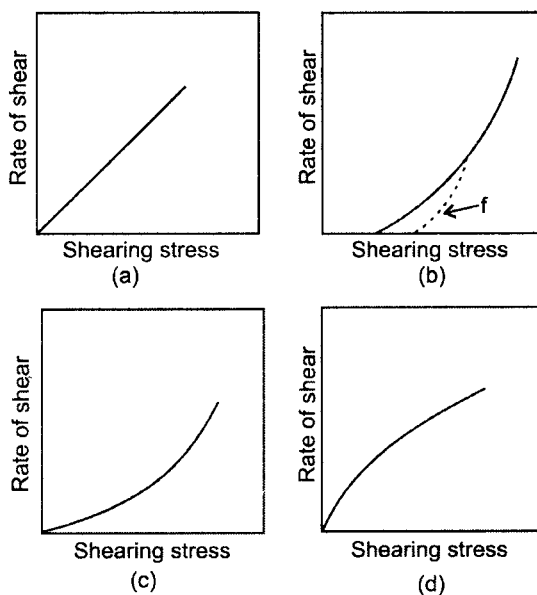 Rate of shear
Shearing stress
(a)
Rate of shear
f
Shearing stress
(b)
Rate of shear
Shearing stress
(c)
Rate of shear
Shearing stress
(d)